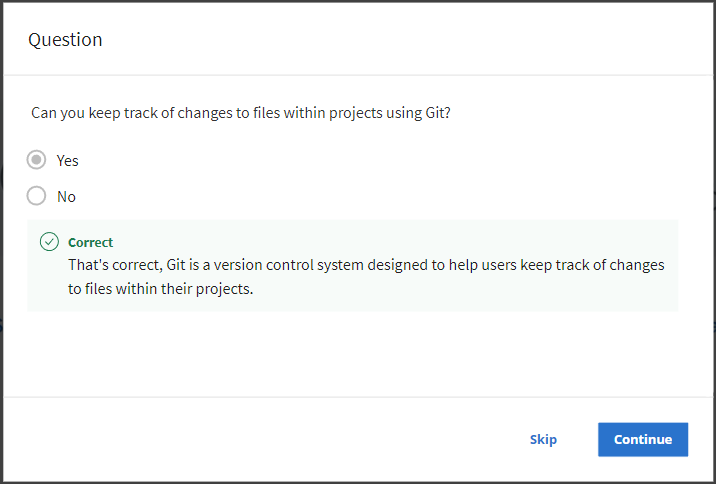 Question
Can you keep track of changes to files within projects using Git?
Yes
No
Correct
That's correct, Git is a version control system designed to help users keep track of changes
to files within their projects.
Skip
Continue